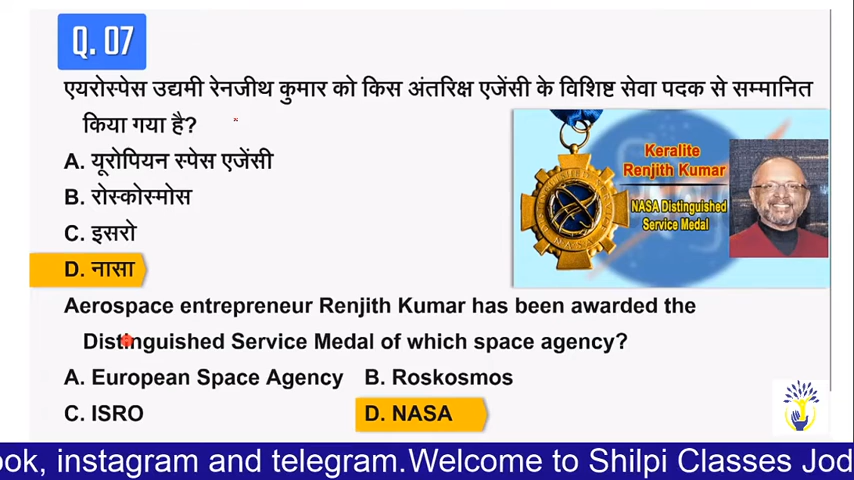 Q. 07
एयरोस्पेस उद्यमी रेनजीथ कुमार को किस अंतरिक्ष एजेंसी के विशिष्ट सेवा पदक से सम्मानित
किया गया है?
A. यूरोपियन स्पेस एजेंसी
B. रोस्कोस्मोस
C. इसरो
D. नासा
Keralite
Renjith Kumar
NASA Distinguished
Service Medal
Aerospace entrepreneur Renjith Kumar has been awarded the
Distinguished Service Medal of which space agency?
A. European Space Agency B. Roskosmos
C. ISRO D. NASA
ook, instagram and telegram.Welcome to Shilpi Classes Jod